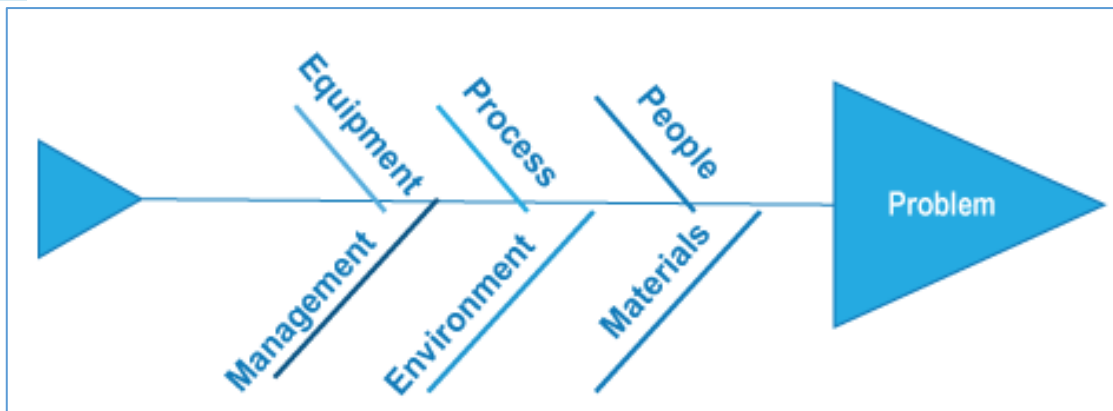 Equipment
Process
People
Problem
Management
Environment
Materials